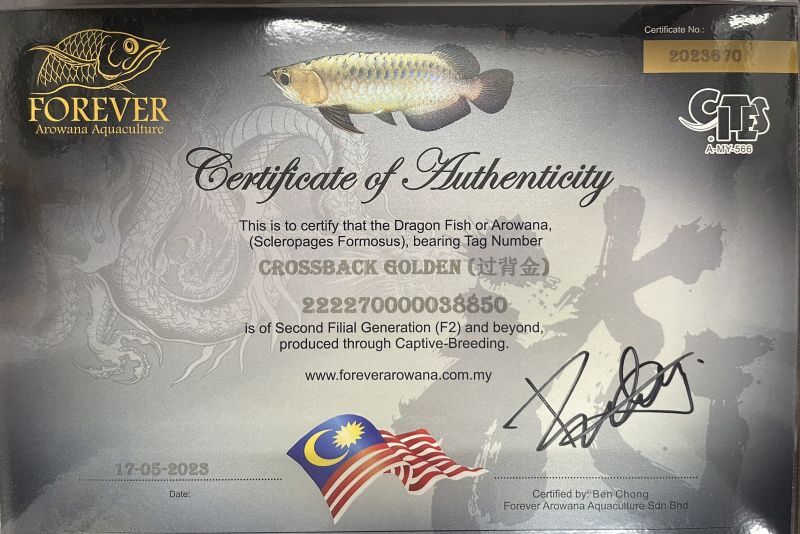 FOREVER
Arowana Aquaculture
Certificate No.:
2023670
CITES
A-MY-566
Certificate of Authenticity
This is to certify that the Dragon Fish or Arowana,
(Scleropages Formosus), bearing Tag Number
CROSSBACK GOLDEN (过背金)
222270000038850
is of Second Filial Generation (F2) and beyond,
produced through Captive-Breeding.
www.foreverarowana.com.my
17-05-2023
Date:
Certified by: Ben Chong
Forever Arowana Aquaculture Sdn Bhd